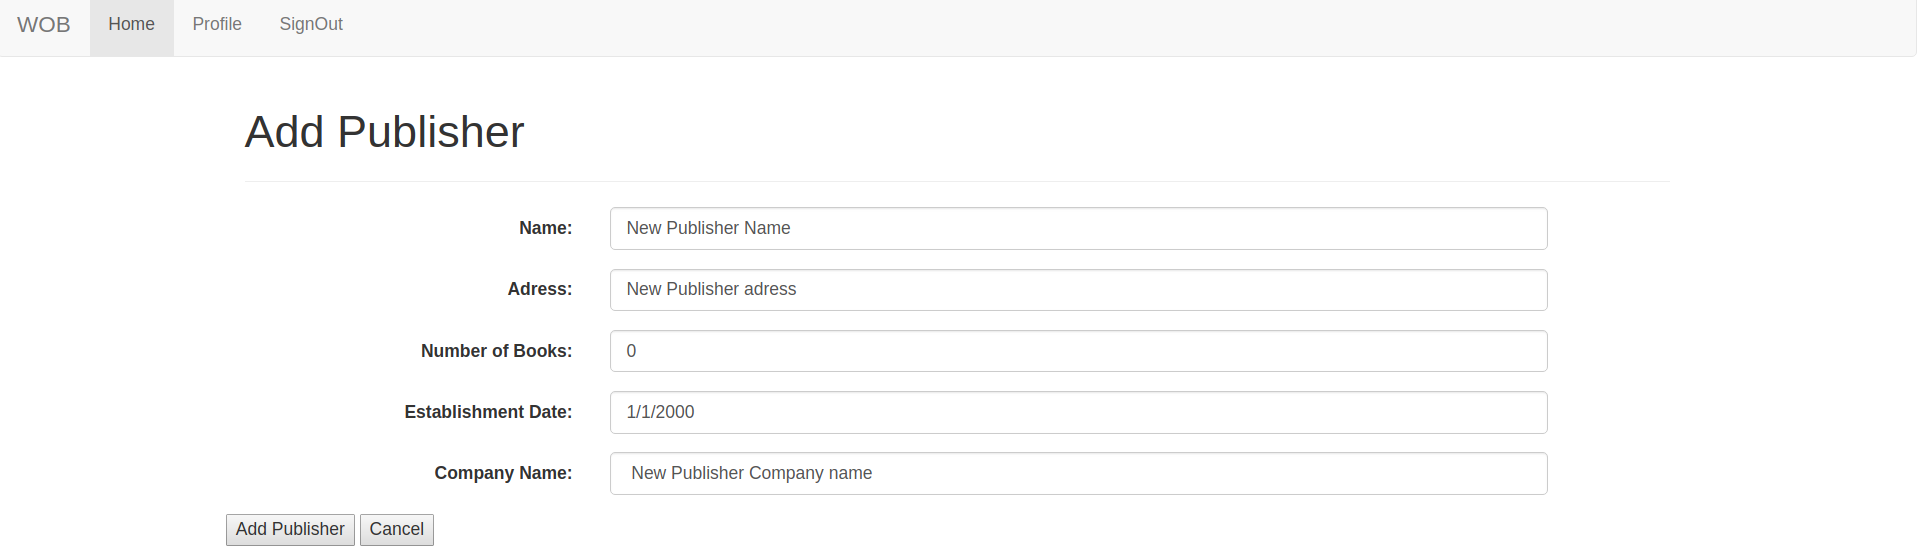 WOB Home Profile SignOut
Add Publisher
Name: New Publisher Name
Adress: New Publisher adress
Number of Books: 0
Establishment Date: 1/1/2000
Company Name: New Publisher Company name
Add Publisher Cancel